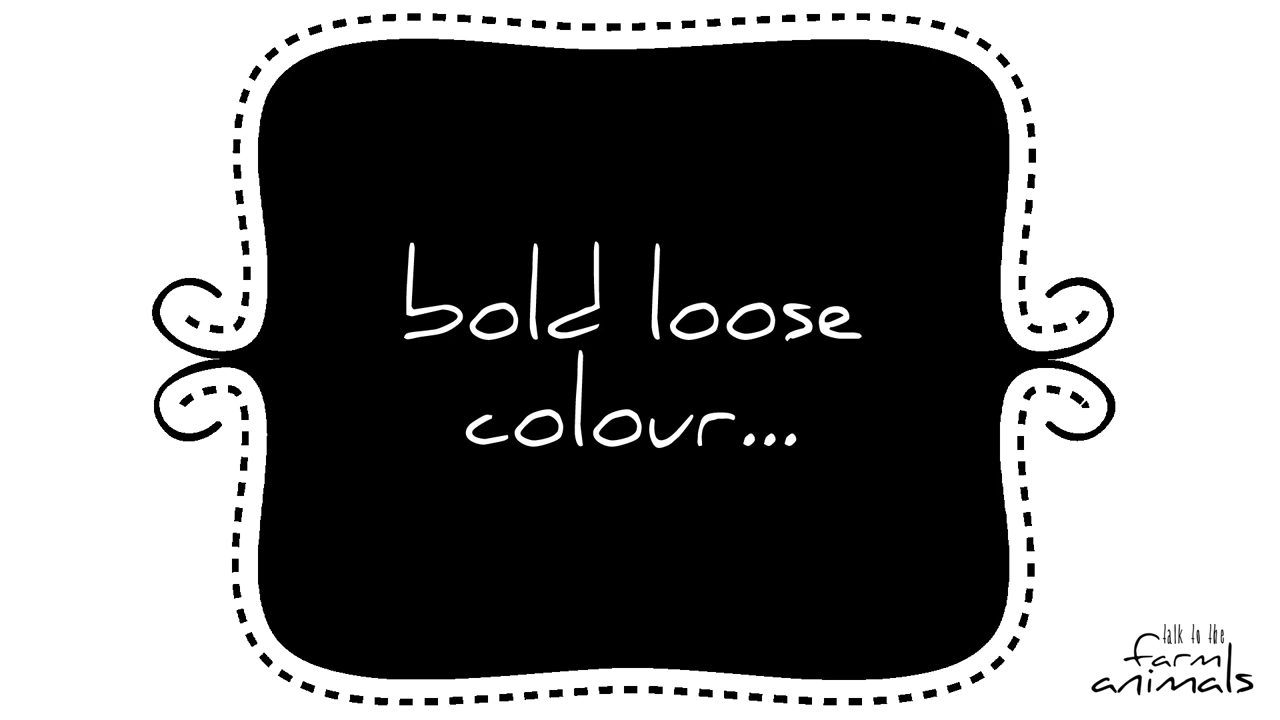 bold loose
colour...
talk to the
farm
animals